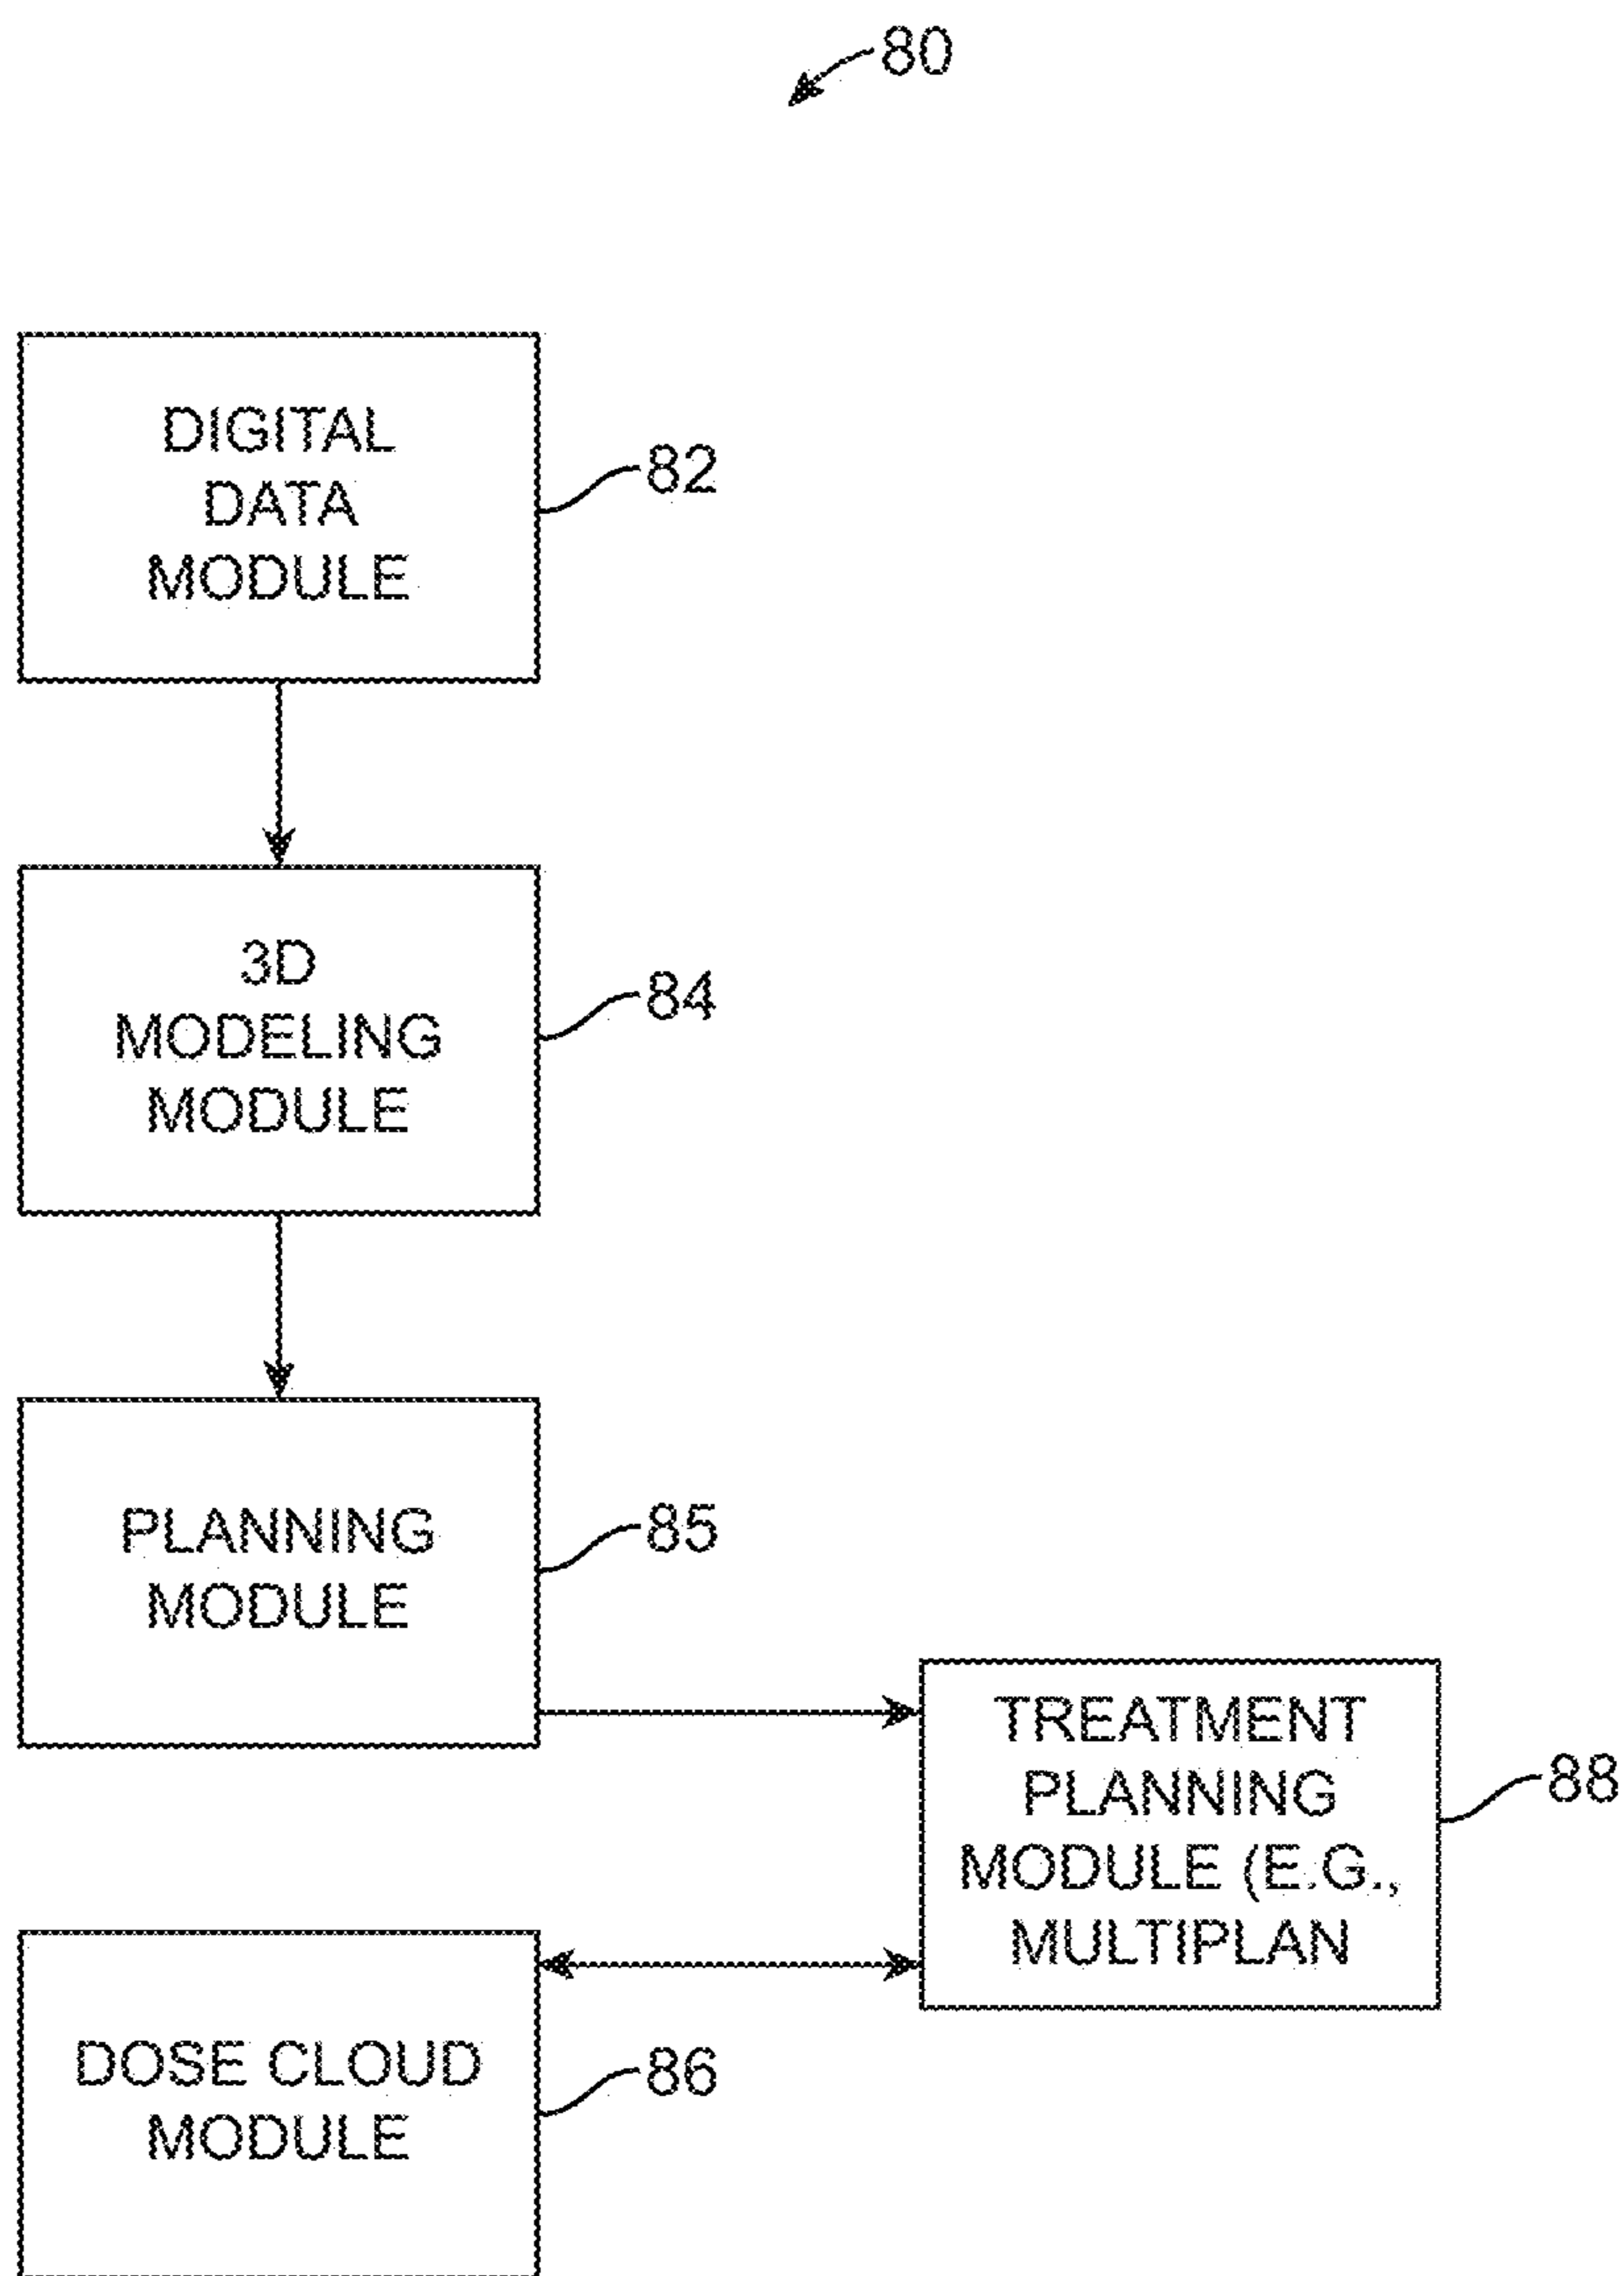 80
DIGITAL
DATA
MODULE
82
3D
MODELING
MODULE
84
PLANNING
MODULE
85
TREATMENT
PLANNING
MODULE (E.G.,
MULTIPLAN
88
DOSE CLOUD
MODULE
86